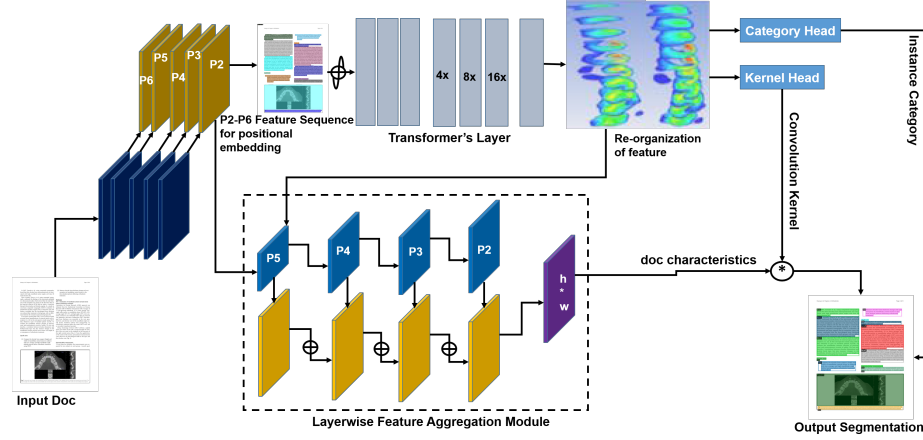 P6
P5
P4
P3
P2
P2-P6 Feature Sequence
for positional
embedding
4x
8x
16x
Transformer's Layer
Re-organization
of feature
Category Head
Kernel Head
Instance Category
Convolution Kernel
P5
P4
P3
P2
h
*
w
doc characteristics
*
Input Doc
Layerwise Feature Aggregation Module
Output Segmentation